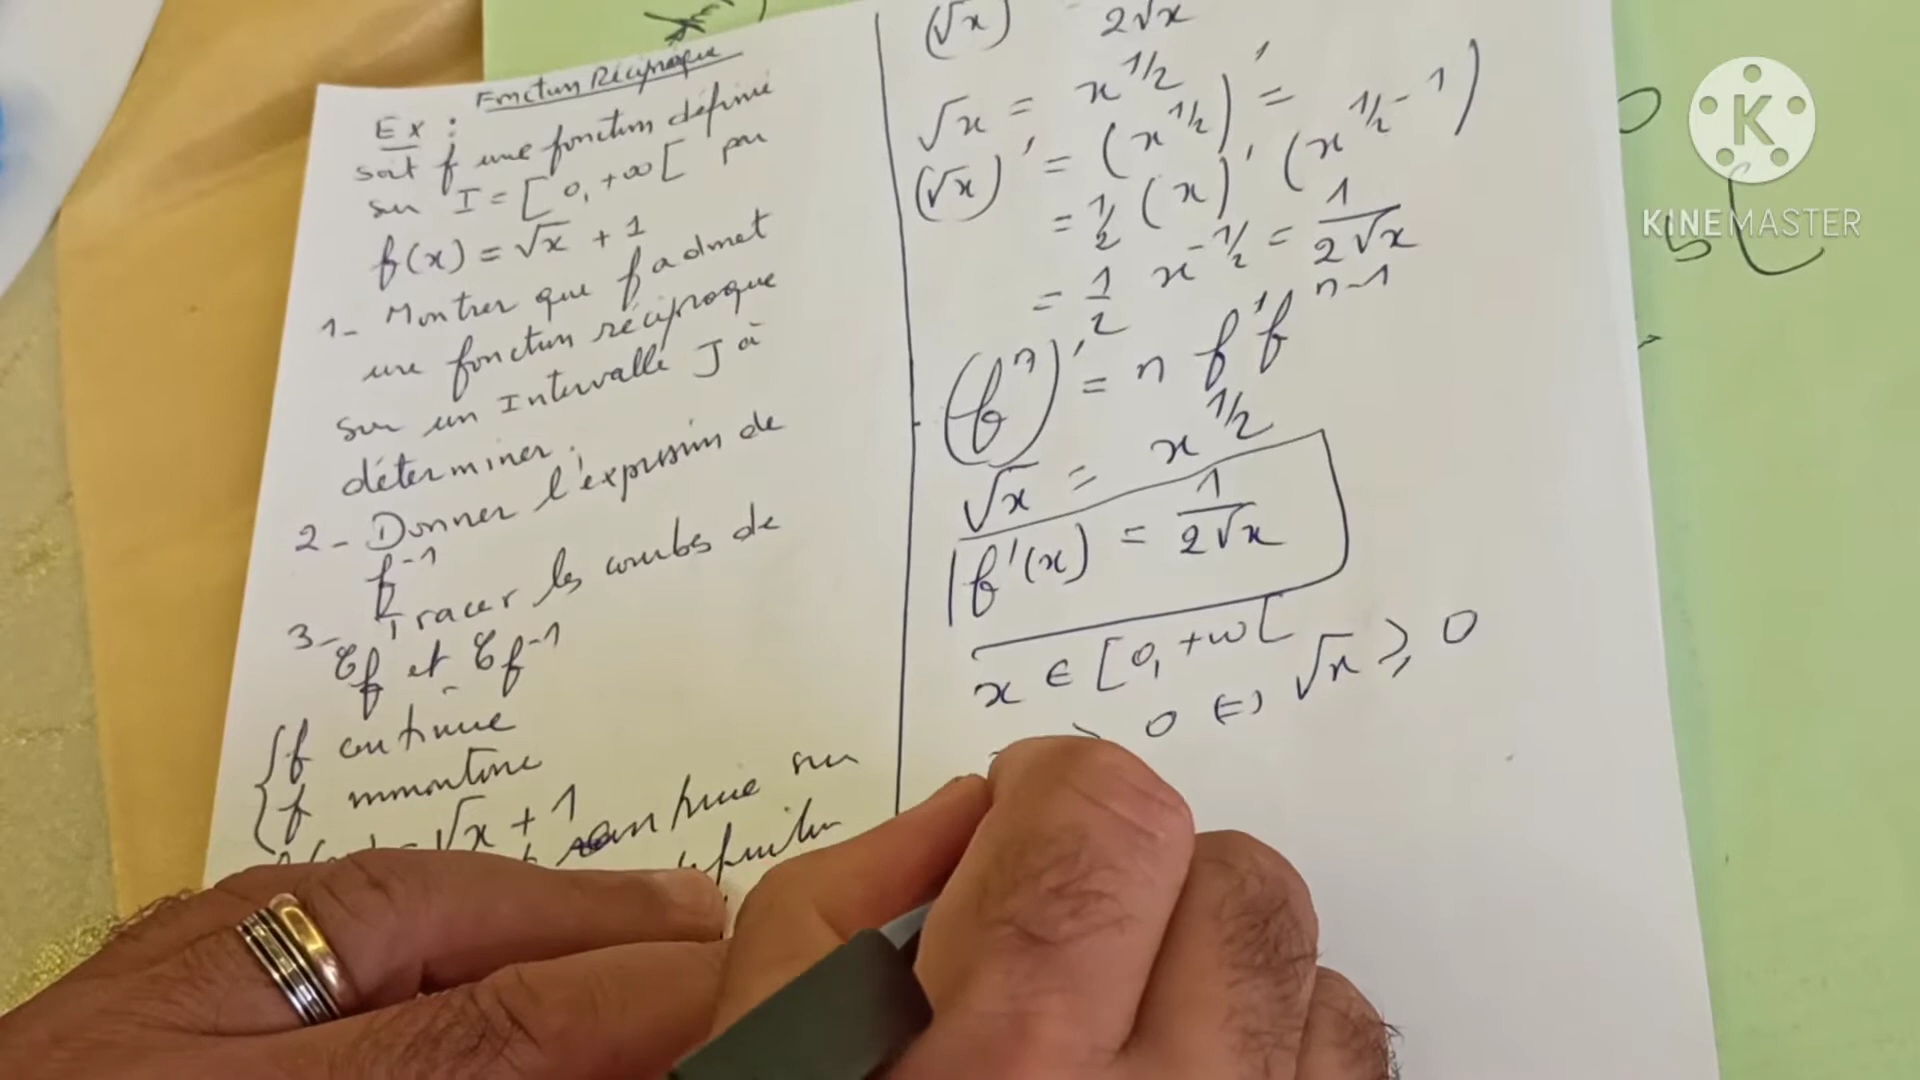 Fonction Réciproque
Ex :
soit f une fonction définie
sur I = [0, +∞[ par
f(x) = √x + 1
1- Montrer que f admet
une fonction réciproque
sur un Intervalle J à
déterminer.
2- Donner l'expression de
f⁻¹
3- Tracer les courbes de
𝒞f et 𝒞f⁻¹
{ f continue
f monotone
√x + 1
continue sur
(√x)
2√x
√x = x^1/2
(√x)' = (x^1/2)' =
= 1/2 (x)' (x^1/2 - 1)
= 1/2 x^-1/2 = 1/2√x
(fⁿ)' = n f' fⁿ⁻¹
√x = x^1/2
f'(x) = 1/2√x
x ∈ [0, +∞[
0 ⇔ √x ⩾ 0
KINEMASTER